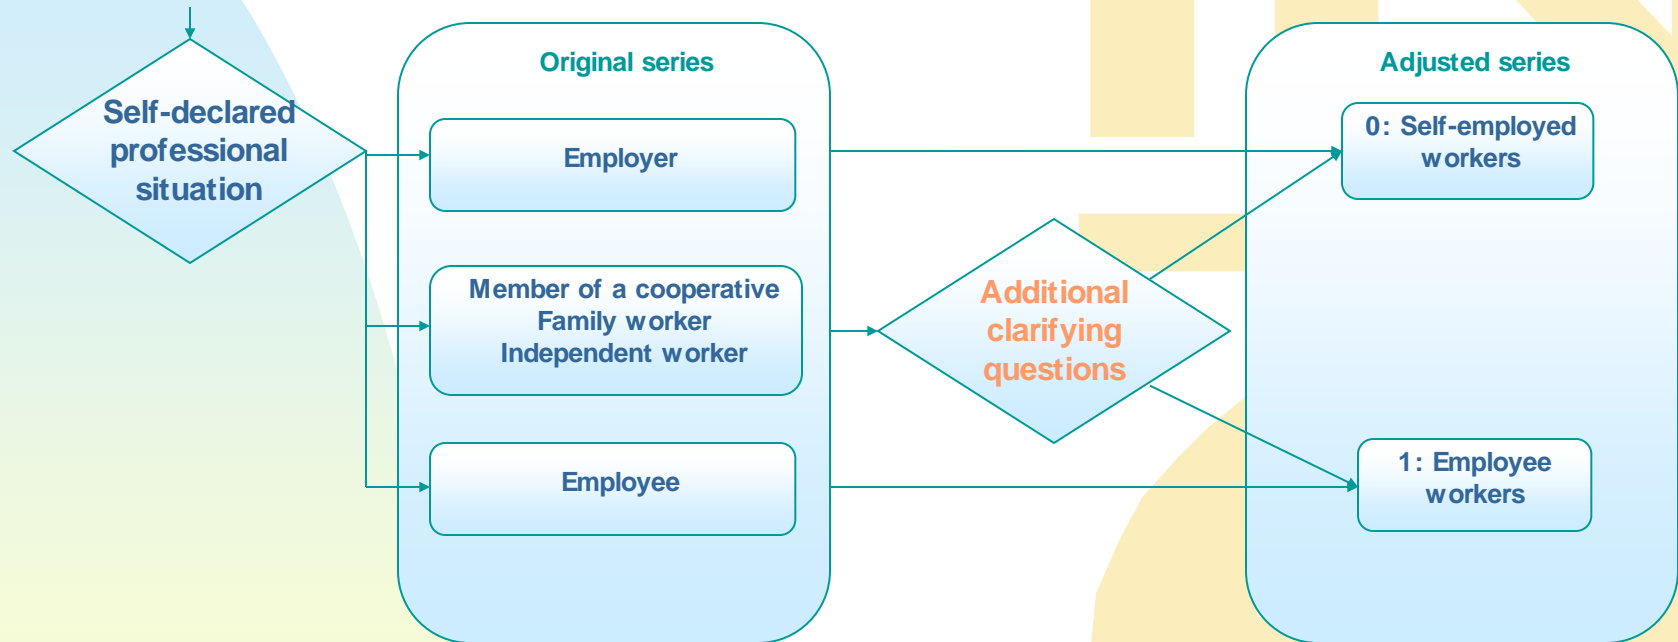 Self-declared
professional
situation
Original series
Employer
Member of a cooperative
Family worker
Independent worker
Employee
Additional
clarifying
questions
Adjusted series
0: Self-employed
workers
1: Employee
workers